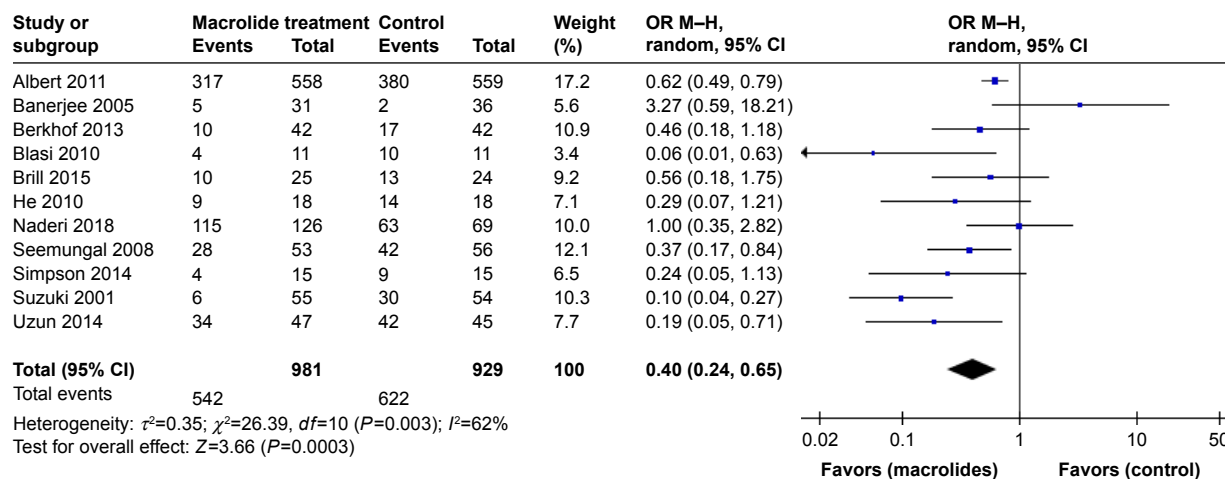 Study or subgroup Macrolide treatment Control Weight (%) OR M–H, random, 95% CI OR M–H, random, 95% CI
Events Total Events Total
Albert 2011 317 558 380 559 17.2 0.62 (0.49, 0.79)
Banerjee 2005 5 31 2 36 5.6 3.27 (0.59, 18.21)
Berkhof 2013 10 42 17 42 10.9 0.46 (0.18, 1.18)
Blasi 2010 4 11 10 11 3.4 0.06 (0.01, 0.63)
Brill 2015 10 25 13 24 9.2 0.56 (0.18, 1.75)
He 2010 9 18 14 18 7.1 0.29 (0.07, 1.21)
Naderi 2018 115 126 63 69 10.0 1.00 (0.35, 2.82)
Seemungal 2008 28 53 42 56 12.1 0.37 (0.17, 0.84)
Simpson 2014 4 15 9 15 6.5 0.24 (0.05, 1.13)
Suzuki 2001 6 55 30 54 10.3 0.10 (0.04, 0.27)
Uzun 2014 34 47 42 45 7.7 0.19 (0.05, 0.71)
Total (95% CI) 981 929 100 0.40 (0.24, 0.65)
Total events 542 622
Heterogeneity: τ²=0.35; χ²=26.39, df=10 (P=0.003); I²=62%
Test for overall effect: Z=3.66 (P=0.0003)
0.02 0.1 1 10 50
Favors (macrolides) Favors (control)